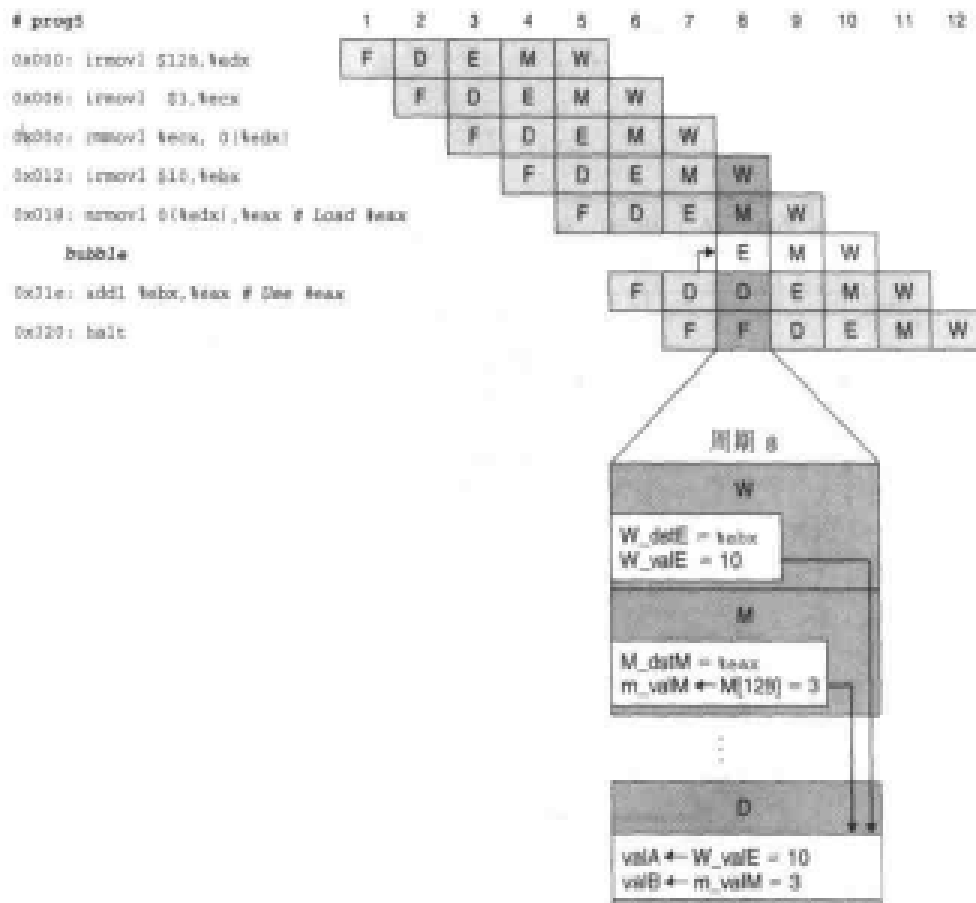 # prog5 1 2 3 4 5 6 7 8 9 10 11 12
0x000: irmovl $128,%edx F D E M W
0x006: irmovl $3,%ecx F D E M W
0x00c: rmmovl %ecx, 0(%edx) F D E M W
0x012: irmovl $10,%ebx F D E M W
0x018: mrmovl 0(%edx),%eax # Load %eax F D E M W
bubble E M W
0x01e: addl %ebx,%eax # Use %eax F D D E M W
0x020: halt F F D E M W
周期 8
W
W_dstE = %ebx
W_valE = 10
M
M_dstM = %eax
m_valM ← M[128] = 3
D
valA ← W_valE = 10
valB ← m_valM = 3